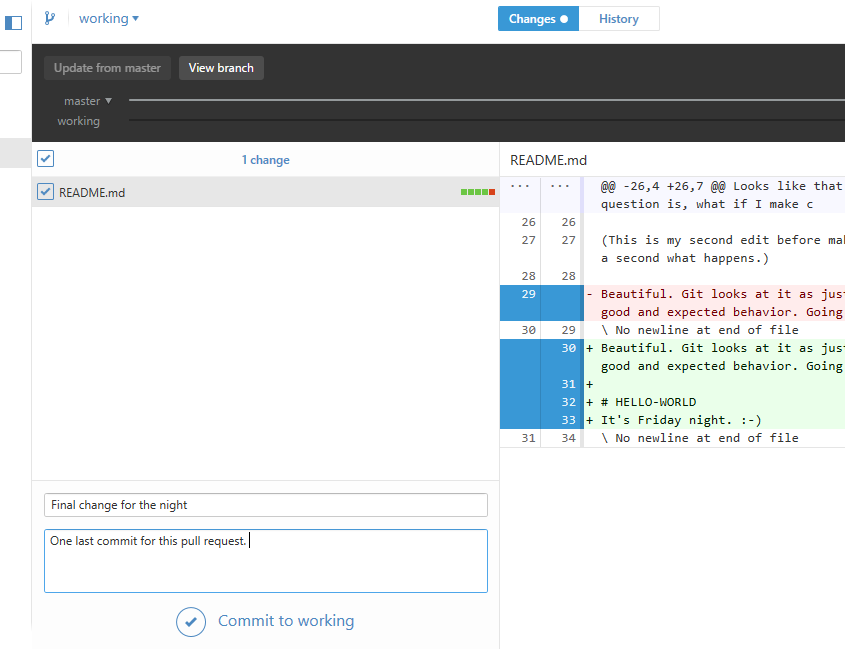 working ▾
Changes ● History
Update from master View branch
master ▼
working
1 change
README.md
README.md
··· ··· @@ -26,4 +26,7 @@ Looks like that
question is, what if I make c
26 26
27 27 (This is my second edit before mak
a second what happens.)
28 28
29 - Beautiful. Git looks at it as just
good and expected behavior. Going
30 29 \ No newline at end of file
30 + Beautiful. Git looks at it as just
good and expected behavior. Going
31 +
32 + # HELLO-WORLD
33 + It's Friday night. :-)
31 34 \ No newline at end of file
Final change for the night
One last commit for this pull request.
Commit to working